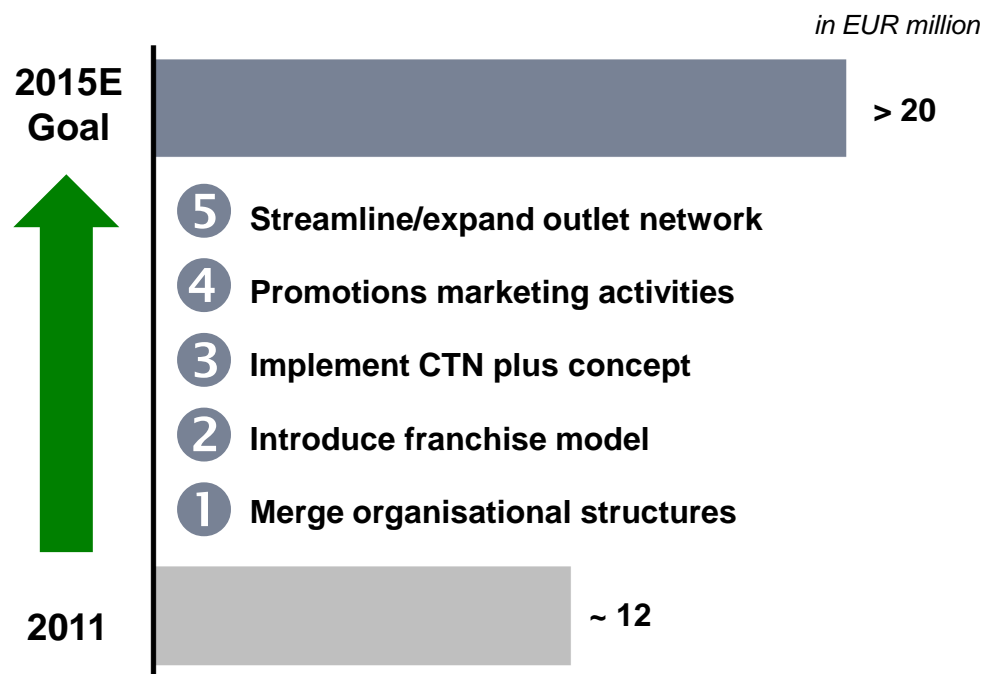 in EUR million
2015E
Goal
> 20
5 Streamline/expand outlet network
4 Promotions marketing activities
3 Implement CTN plus concept
2 Introduce franchise model
1 Merge organisational structures
2011
~ 12